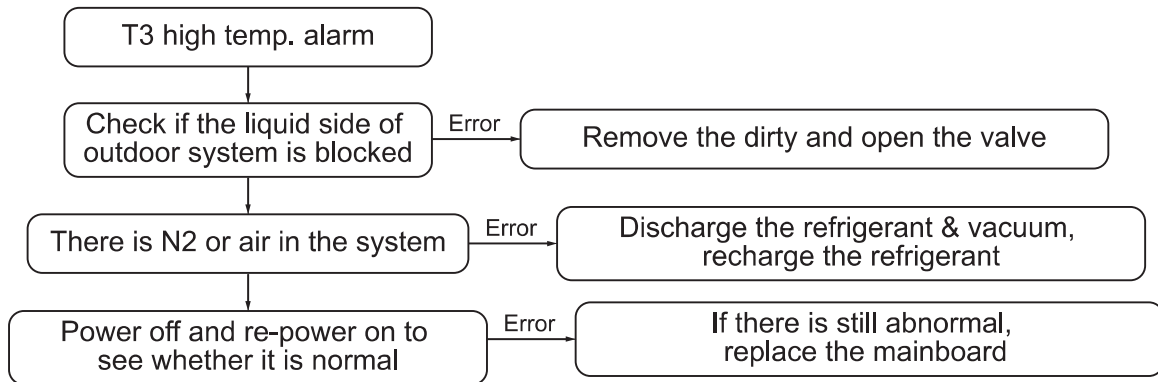 T3 high temp. alarm
Check if the liquid side of
outdoor system is blocked
Error
Remove the dirty and open the valve
There is N2 or air in the system
Error
Discharge the refrigerant & vacuum,
recharge the refrigerant
Power off and re-power on to
see whether it is normal
Error
If there is still abnormal,
replace the mainboard